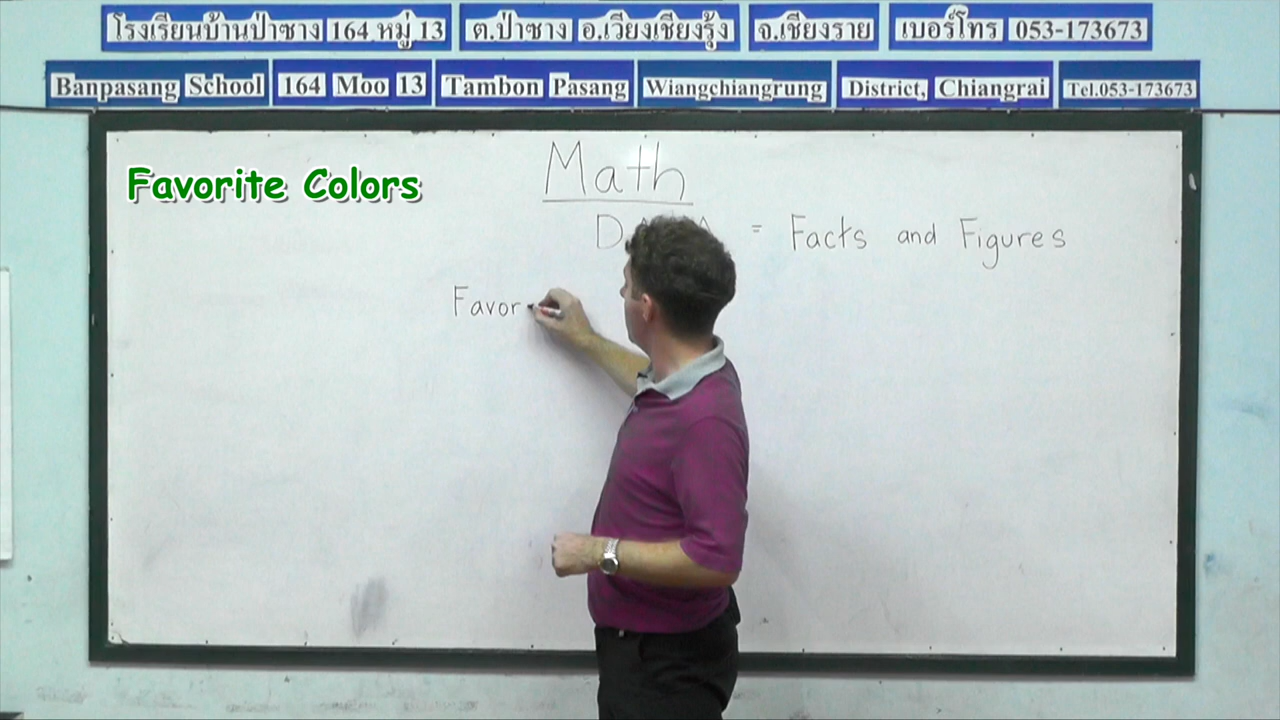 โรงเรียนบ้านป่าซาง 164 หมู่ 13 ต.ป่าซาง อ.เวียงเชียงรุ้ง จ.เชียงราย เบอร์โทร 053-173673
Banpasang School 164 Moo 13 Tambon Pasang Wiangchiangrung District, Chiangrai Tel.053-173673
Math
Favorite Colors
= Facts and Figures
Favor